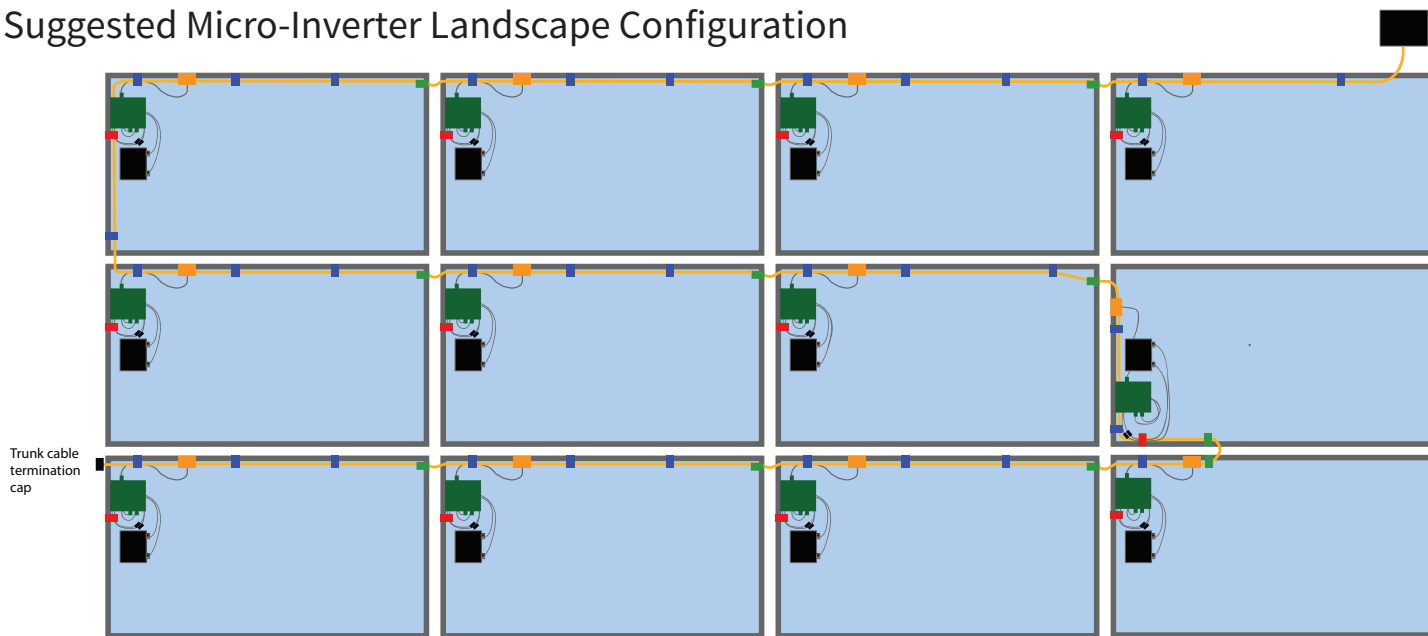 Suggested Micro-Inverter Landscape Configuration
Trunk cable
termination
cap